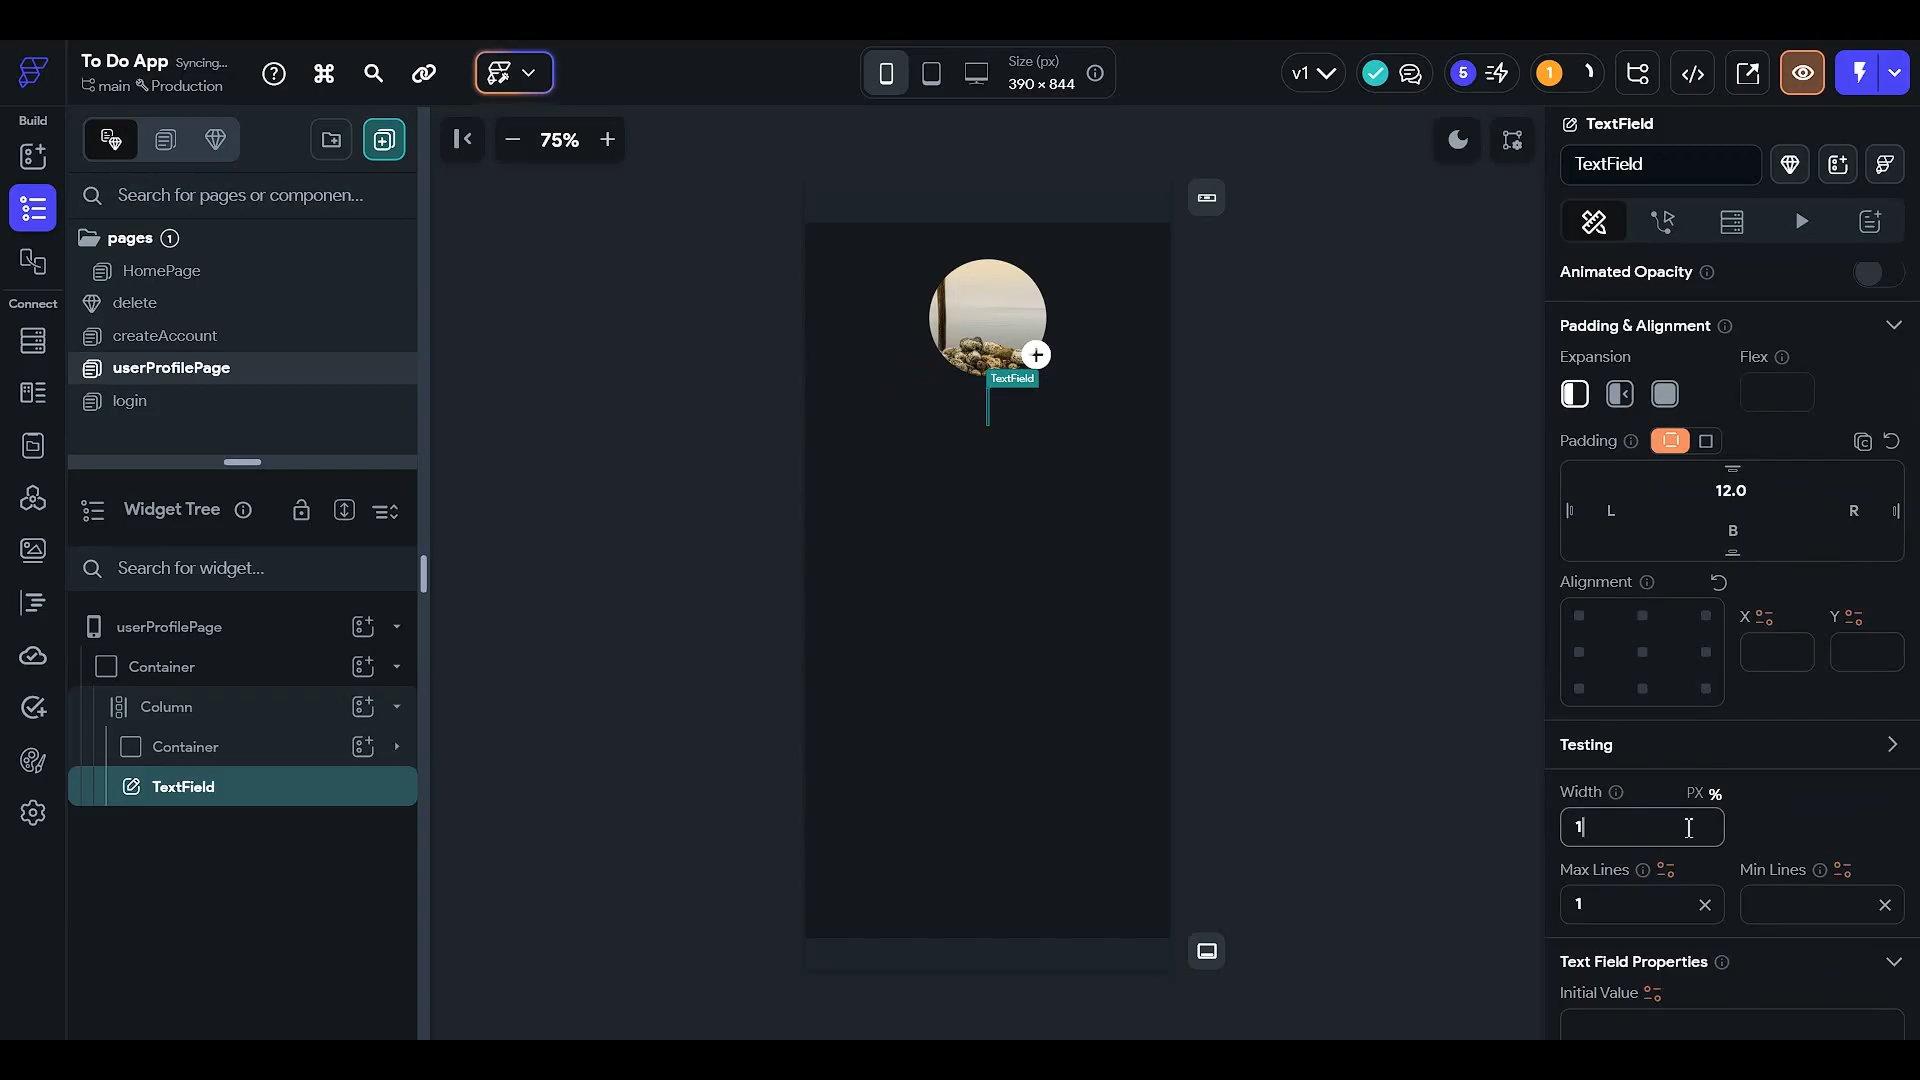 To Do App Syncing...
main Production
Size (px)
390 × 844
v1
5
1
Build
75%
Search for pages or componen...
pages 1
HomePage
delete
Connect
createAccount
userProfilePage
login
Widget Tree
Search for widget...
userProfilePage
Container
Column
Container
TextField
TextField
TextField
TextField
Animated Opacity
Padding & Alignment
Expansion
Flex
Padding
12.0
L
R
B
Alignment
X
Y
Testing
Width
PX %
1
Max Lines
Min Lines
1
Text Field Properties
Initial Value